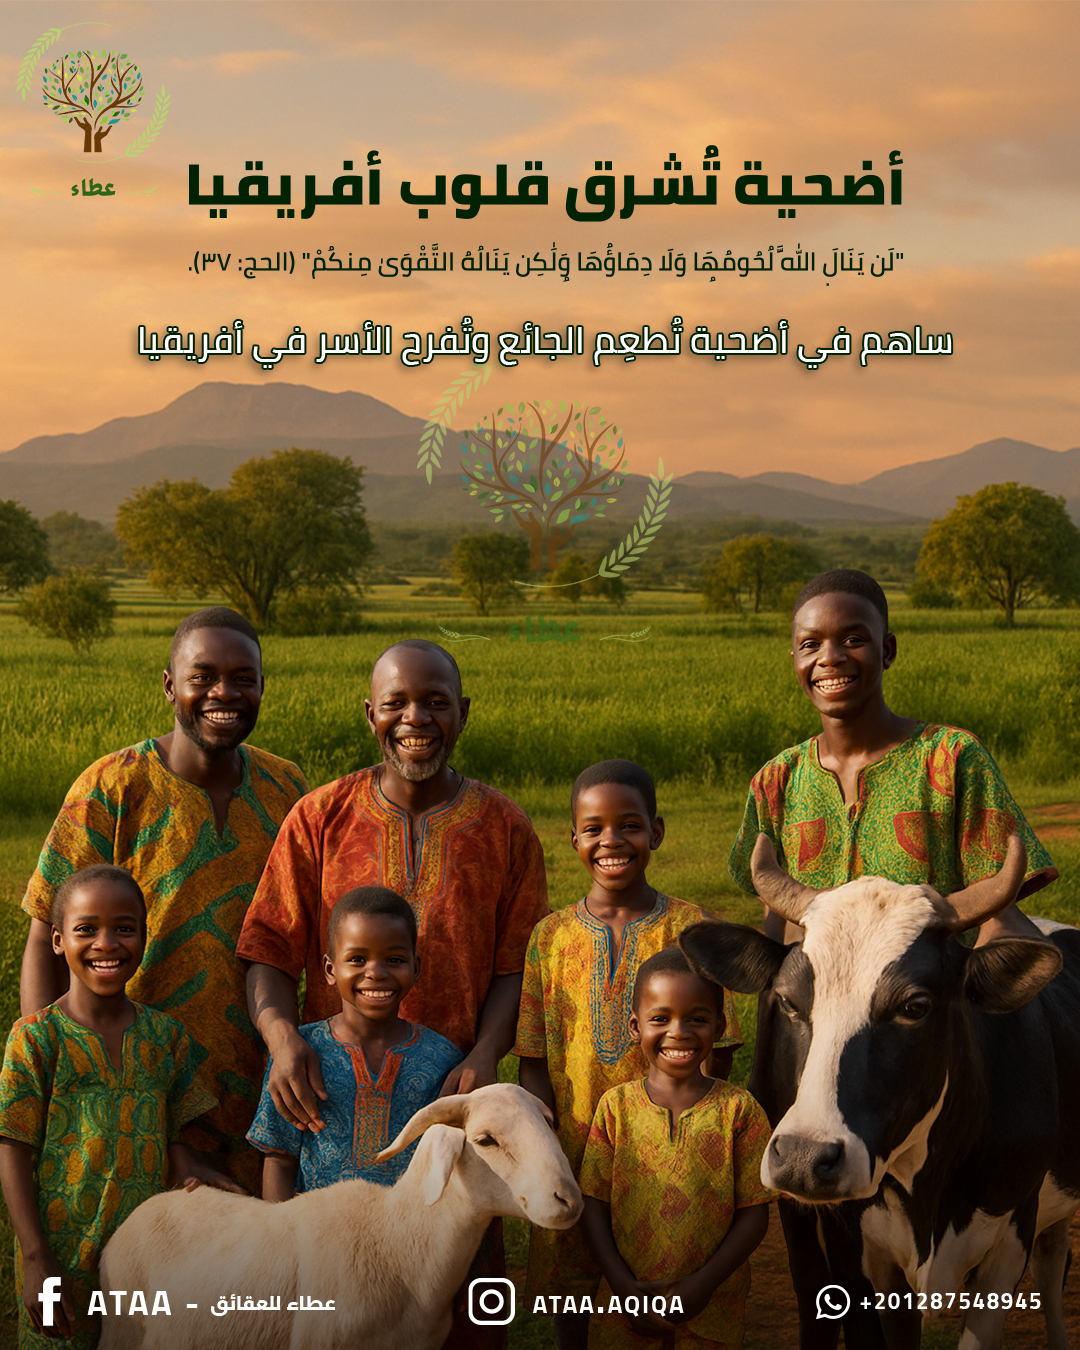 عطاء
أضحية تُشرق قلوب أفريقيا
"لَن يَنَالَ اللَّهَ لُحُومُهَا وَلَا دِمَاؤُهَا وَلَٰكِن يَنَالُهُ التَّقْوَىٰ مِنكُمْ" (الحج: ٣٧).
ساهم في أضحية تُطعِم الجائع وتُفرح الأسر في أفريقيا
عطاء
ATAA - عطاء للعقائق
ATAA.AQIQA
+201287548945